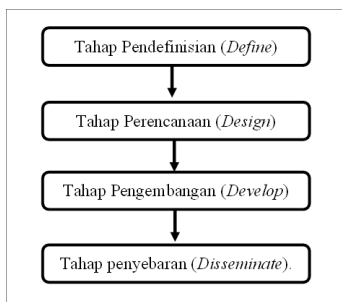 Tahap Pendefinisian (Define)
Tahap Perencanaan (Design)
Tahap Pengembangan (Develop)
Tahap penyebaran (Disseminate).